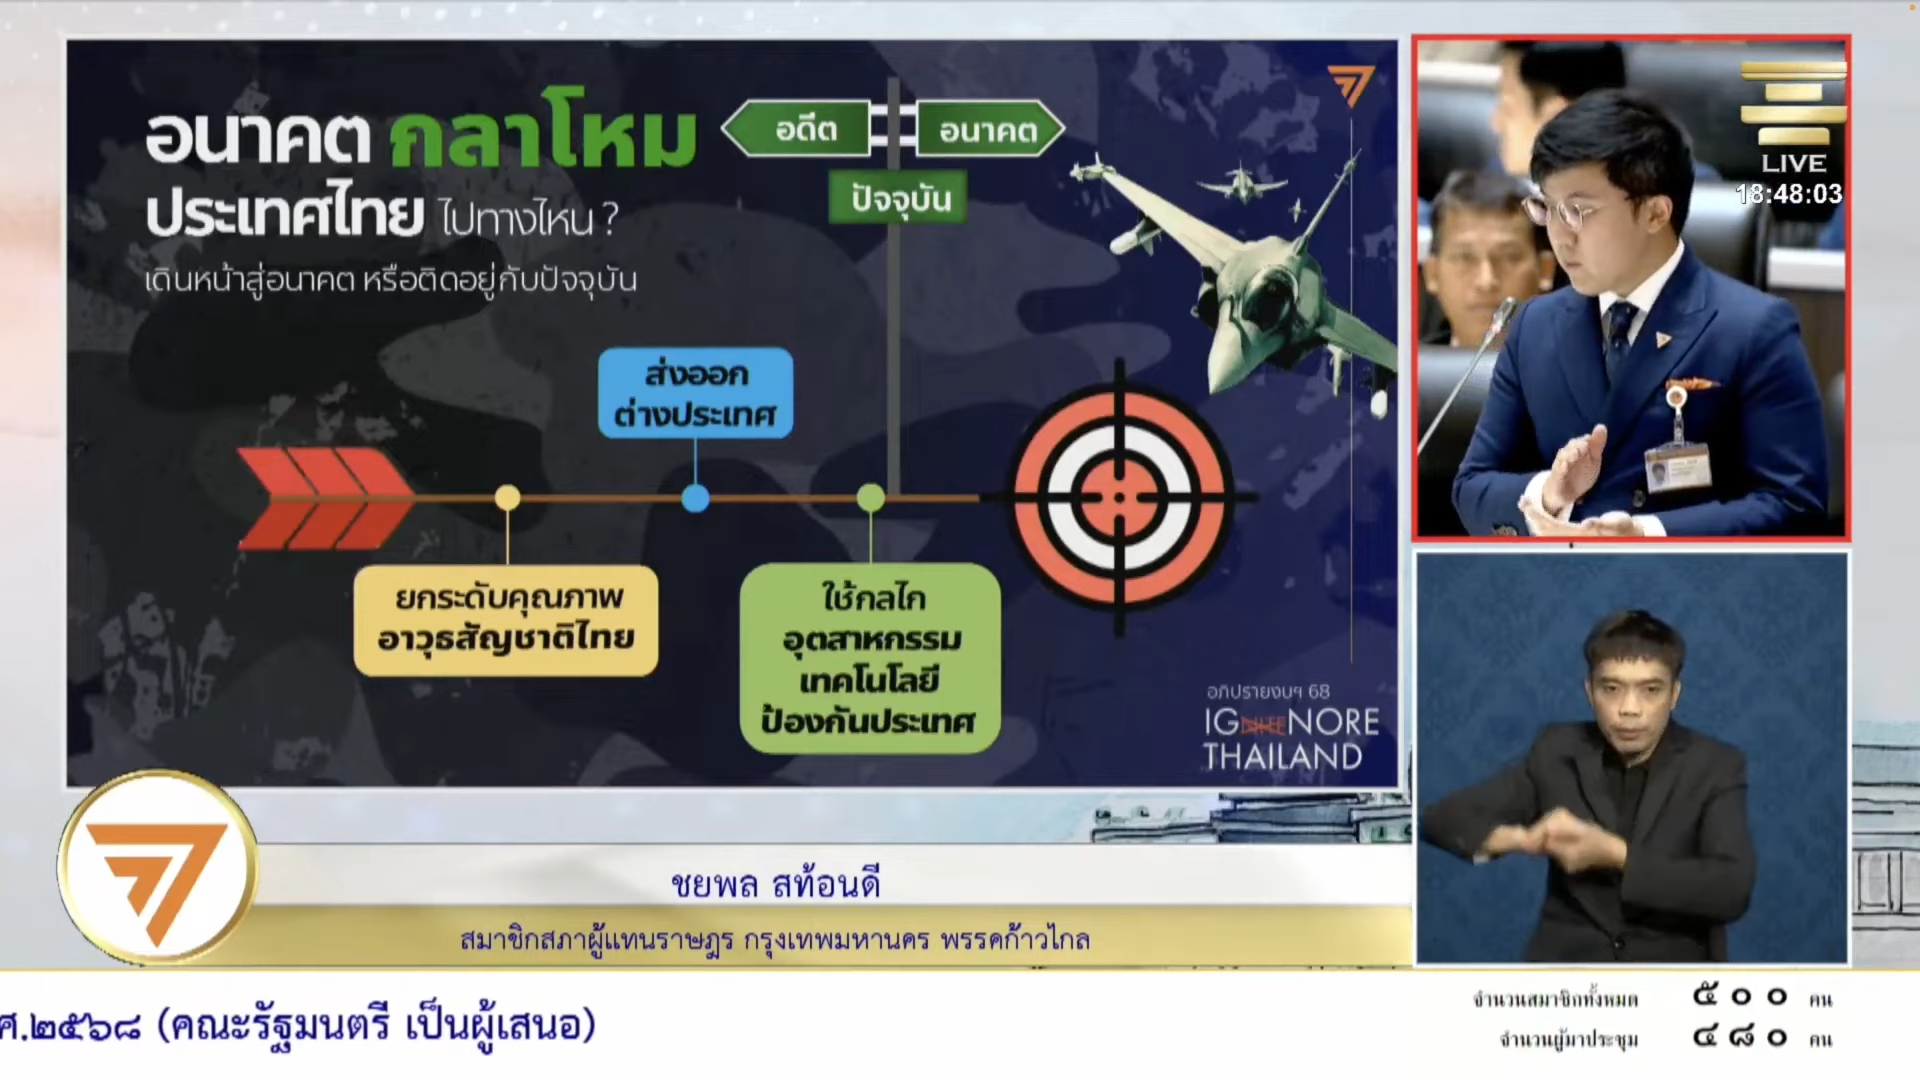 อนาคต กลาโหม
ประเทศไทย ไปทางไหน ?
เดินหน้าสู่อนาคต หรือติดอยู่กับปัจจุบัน
อดีต
อนาคต
ปัจจุบัน
ส่งออก
ต่างประเทศ
ยกระดับคุณภาพ
อาวุธสัญชาติไทย
ใช้กลไก
อุตสาหกรรม
เทคโนโลยี
ป้องกันประเทศ
อภิปรายงบฯ 68
IGNITENORE
THAILAND
LIVE
18:48:03
ชยพล สท้อนดี
สมาชิกสภาผู้แทนราษฎร กรุงเทพมหานคร พรรคก้าวไกล
ศ.๒๕๖๘ (คณะรัฐมนตรี เป็นผู้เสนอ)
จำนวนสมาชิกทั้งหมด ๕๐๐ คน
จำนวนผู้มาประชุม ๔๘๐ คน